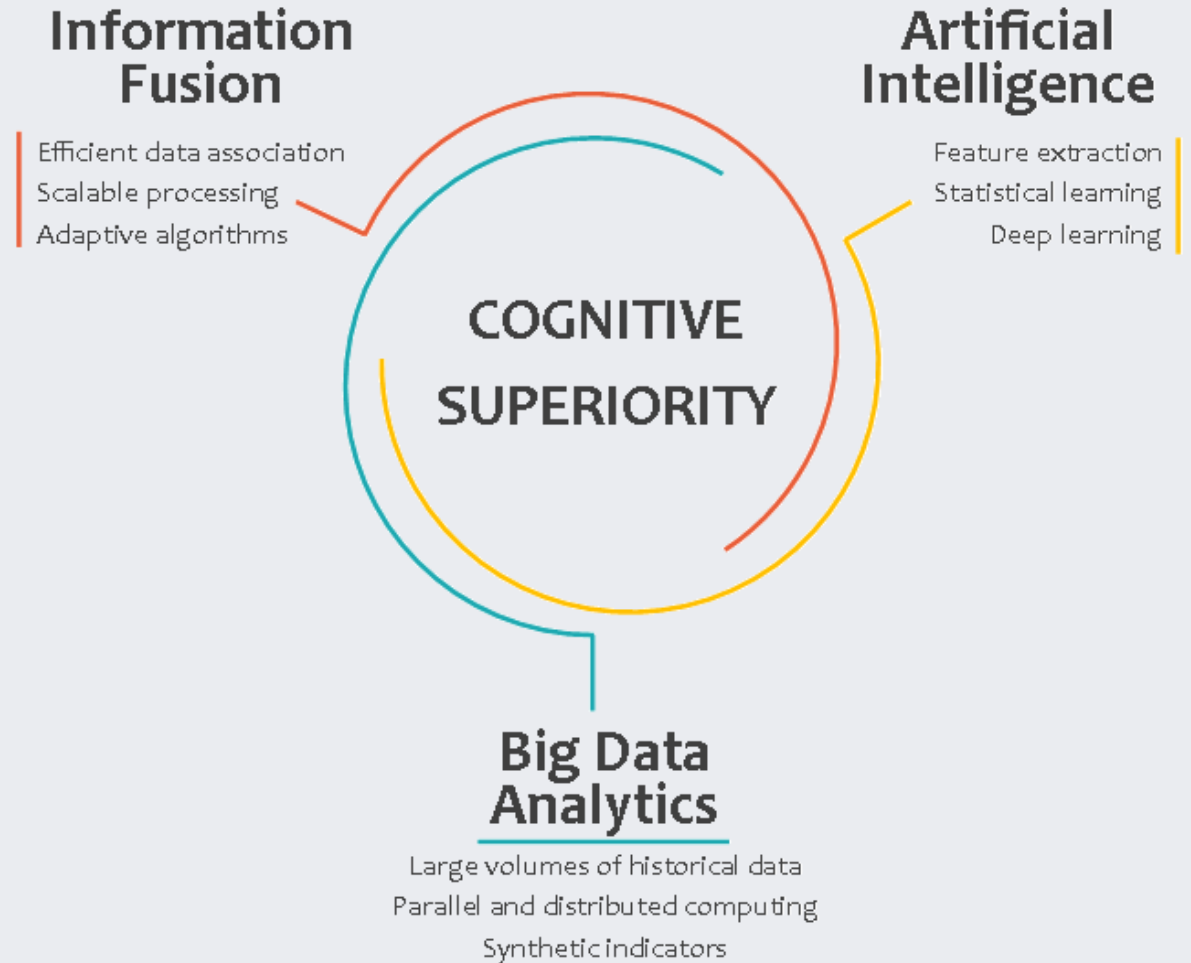 Information
Fusion
Efficient data association
Scalable processing
Adaptive algorithms
Artificial
Intelligence
Feature extraction
Statistical learning
Deep learning
COGNITIVE
SUPERIORITY
Big Data
Analytics
Large volumes of historical data
Parallel and distributed computing
Synthetic indicators